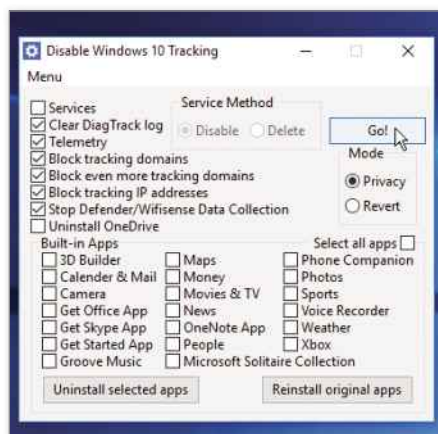 Disable Windows 10 Tracking
Menu
Services
Clear DiagTrack log
Telemetry
Block tracking domains
Block even more tracking domains
Block tracking IP addresses
Stop Defender/Wifisense Data Collection
Uninstall OneDrive
Service Method
Disable Delete
Go!
Mode
Privacy
Revert
Built-in Apps
Select all apps
3D Builder
Calender & Mail
Camera
Get Office App
Get Skype App
Get Started App
Groove Music
Maps
Money
Movies & TV
News
OneNote App
People
Microsoft Solitaire Collection
Phone Companion
Photos
Sports
Voice Recorder
Weather
Xbox
Uninstall selected apps
Reinstall original apps